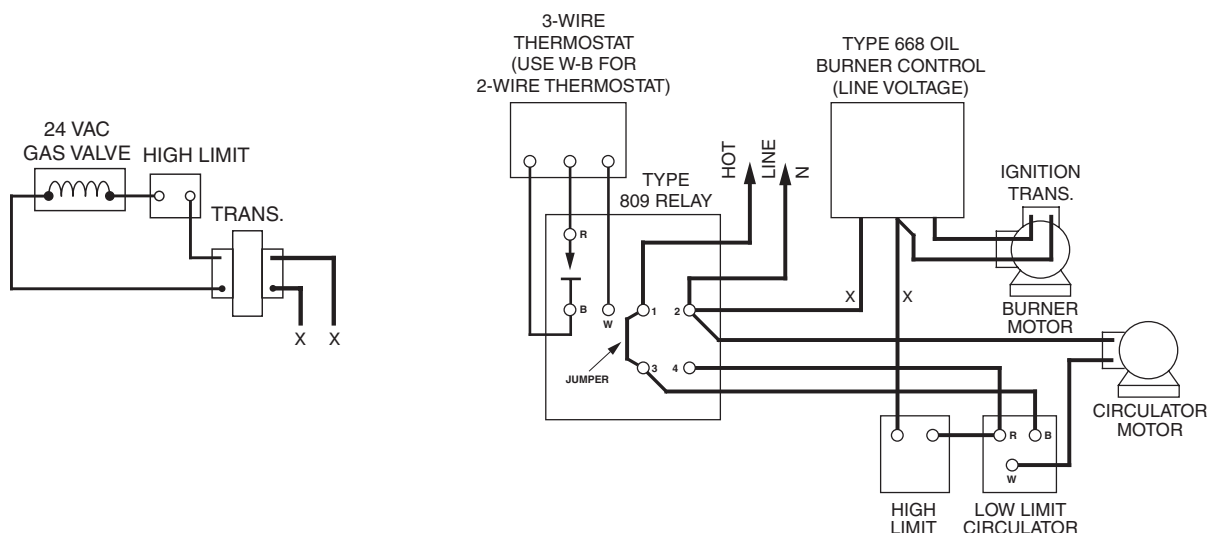 24 VAC
GAS VALVE
HIGH LIMIT
TRANS.
X X
3-WIRE
THERMOSTAT
(USE W-B FOR
2-WIRE THERMOSTAT)
TYPE
809 RELAY
HOT
LINE
N
R
B
W
1
2
3
4
JUMPER
TYPE 668 OIL
BURNER CONTROL
(LINE VOLTAGE)
X X
IGNITION
TRANS.
BURNER
MOTOR
CIRCULATOR
MOTOR
R
B
W
HIGH
LIMIT
LOW LIMIT
CIRCULATOR